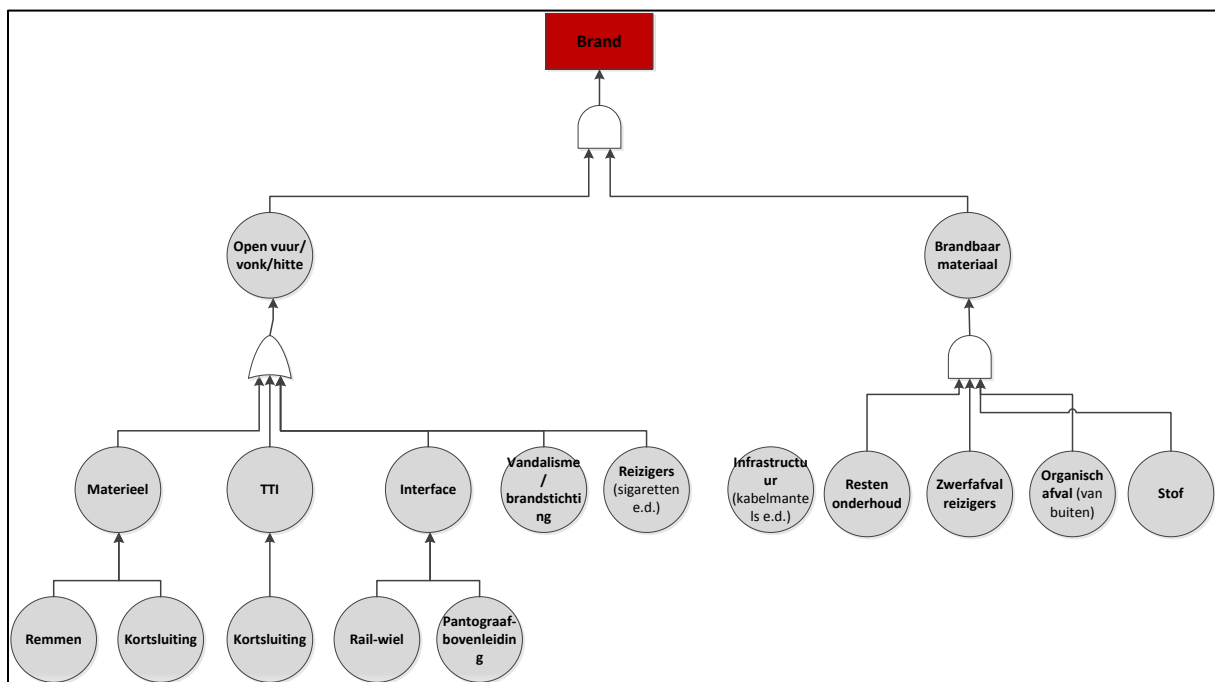 Brand
Open vuur/
vonk/hitte
Brandbaar
materiaal
Materieel
TTI
Interface
Vandalisme
/
brandstichti
ng
Reizigers
(sigaretten
e.d.)
Infrastructu
ur
(kabelmante
ls e.d.)
Resten
onderhoud
Zwerfafval
reizigers
Organisch
afval (van
buiten)
Stof
Remmen
Kortsluiting
Kortsluiting
Rail-wiel
Pantograaf-
bovenleidin
g